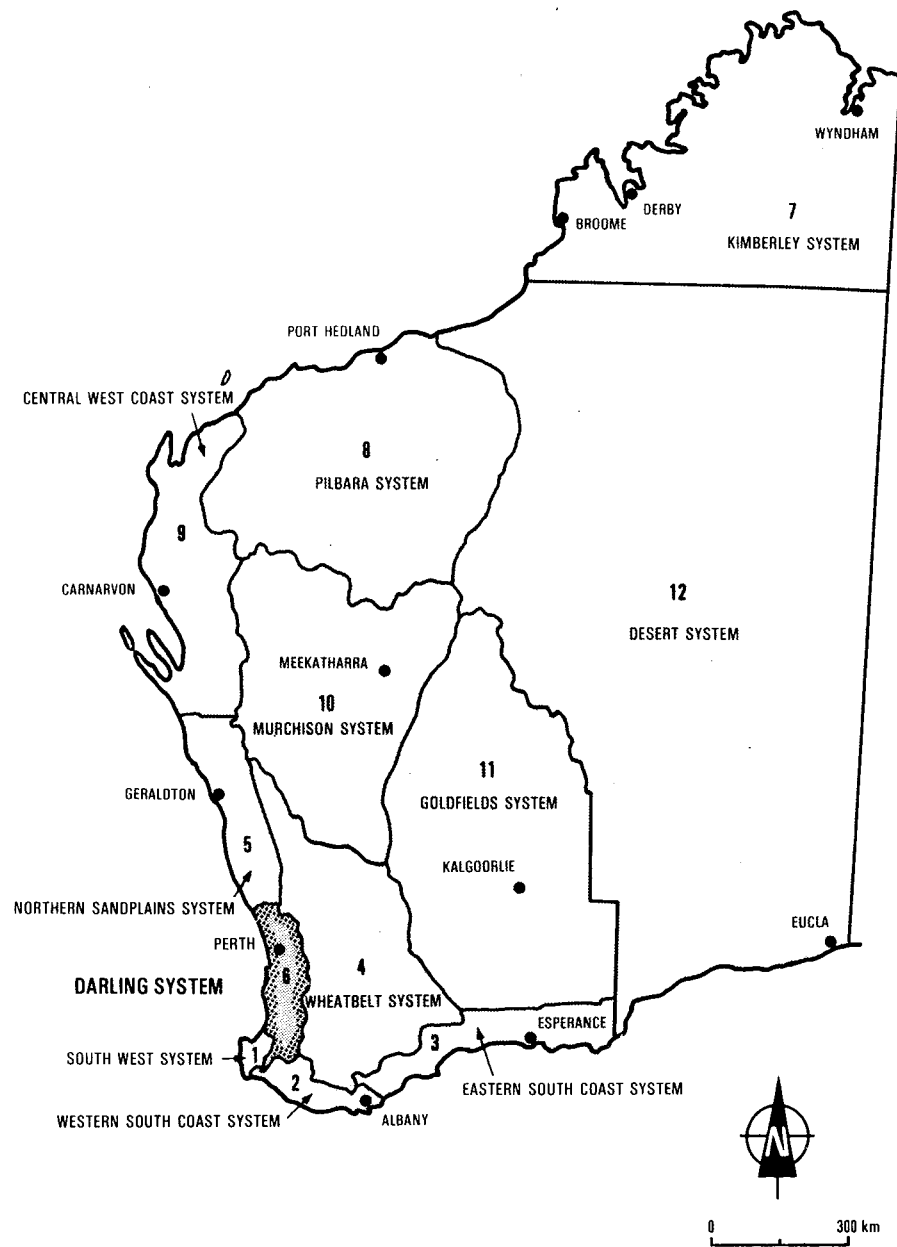 WYNDHAM
DERBY
BROOME
7
KIMBERLEY SYSTEM
PORT HEDLAND
CENTRAL WEST COAST SYSTEM
8
PILBARA SYSTEM
9
CARNARVON
12
DESERT SYSTEM
MEEKATHARRA
10
MURCHISON SYSTEM
11
GOLDFIELDS SYSTEM
GERALDTON
5
KALGOORLIE
NORTHERN SANDPLAINS SYSTEM
EUCLA
PERTH
6
4
DARLING SYSTEM
WHEATBELT SYSTEM
ESPERANCE
3
SOUTH WEST SYSTEM
1
2
EASTERN SOUTH COAST SYSTEM
WESTERN SOUTH COAST SYSTEM
ALBANY
N
0 300 km